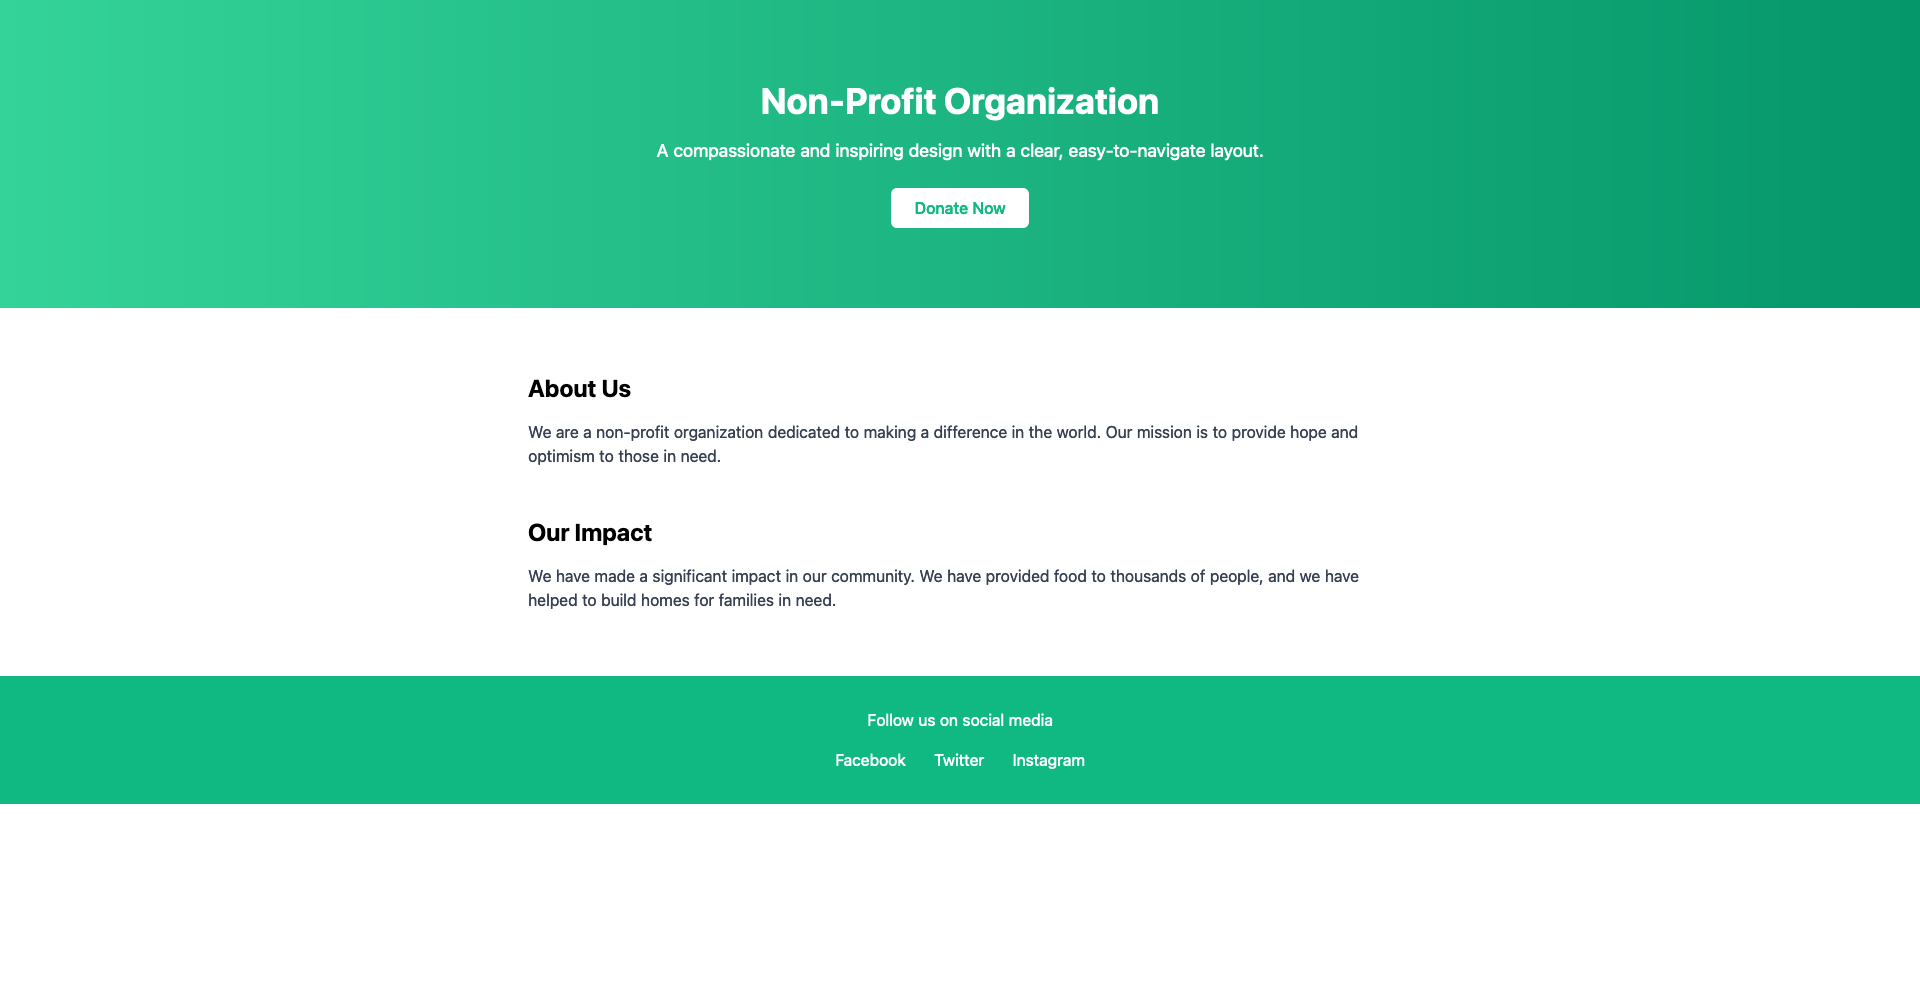 Non-Profit Organization
A compassionate and inspiring design with a clear, easy-to-navigate layout.
Donate Now
About Us
We are a non-profit organization dedicated to making a difference in the world. Our mission is to provide hope and
optimism to those in need.
Our Impact
We have made a significant impact in our community. We have provided food to thousands of people, and we have
helped to build homes for families in need.
Follow us on social media
Facebook Twitter Instagram